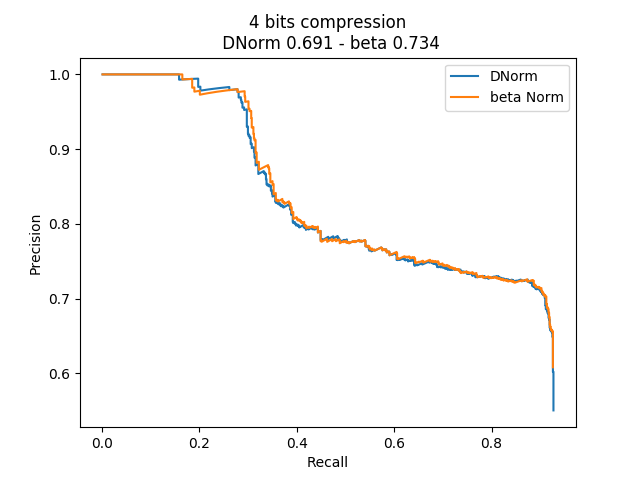 4 bits compression
DNorm 0.691 - beta 0.734
DNorm
beta Norm
1.0
0.9
0.8
0.7
0.6
Precision
0.0
0.2
0.4
0.6
0.8
Recall